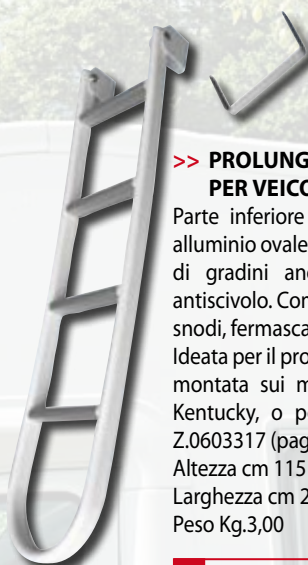 >> PROLUNG
PER VEICO
Parte inferiore
alluminio ovale
di gradini an
antiscivolo. Con
snodi, fermasca
Ideata per il pro
montata sui m
Kentucky, o p
Z.0603317 (pag
Altezza cm 115
Larghezza cm 2
Peso Kg.3,00